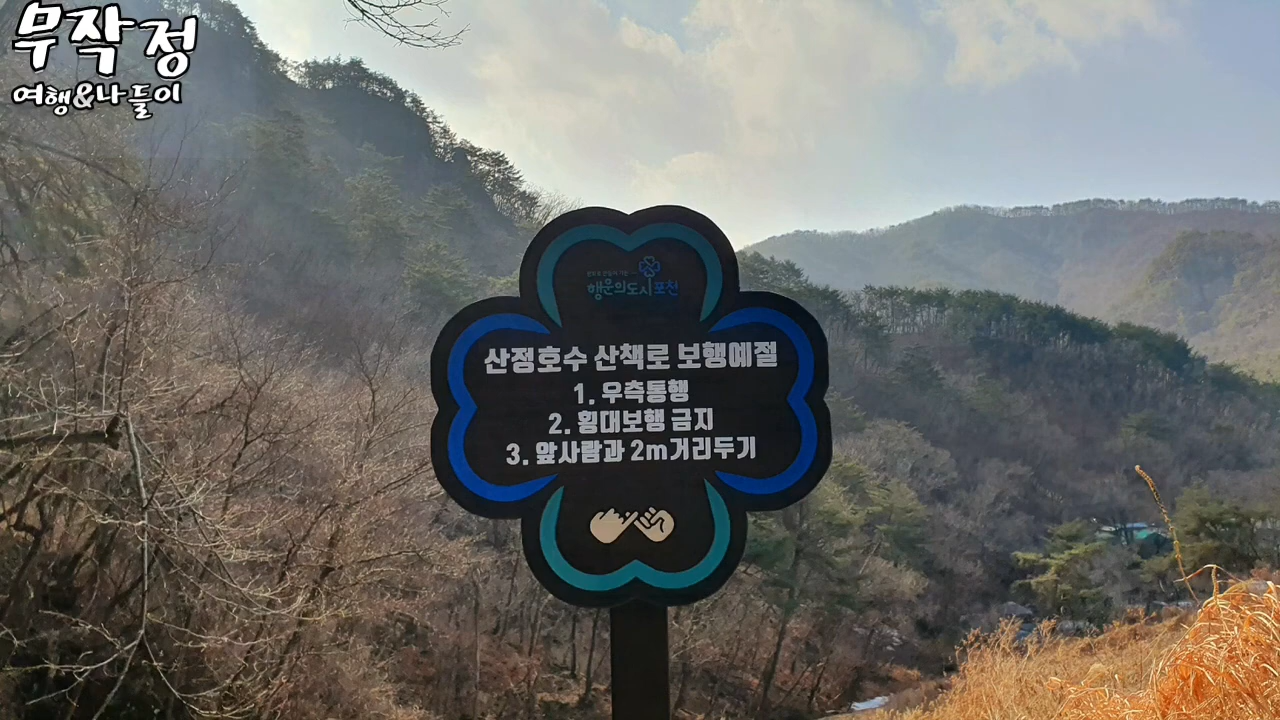 무작정
여행&나들이
행운의도시포천
산정호수 산책로 보행예절
1. 우측통행
2. 횡대보행 금지
3. 앞사람과 2m거리두기